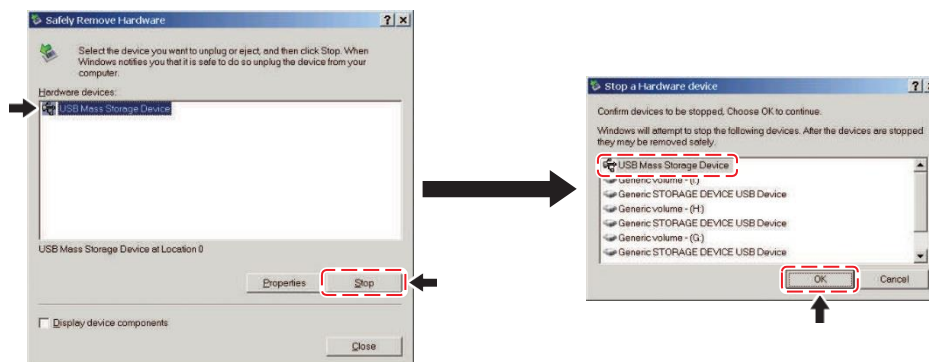 Safely Remove Hardware
Select the device you want to unplug or eject, and then click Stop. When
Windows notifies you that it is safe to do so unplug the device from your
computer.
Hardware devices:
USB Mass Storage Device
USB Mass Storage Device at Location 0
Properties
Stop
Display device components
Close
Stop a Hardware device
Confirm devices to be stopped, Choose OK to continue.
Windows will attempt to stop the following devices. After the devices are stopped
they may be removed safely.
USB Mass Storage Device
Generic volume - (I:)
Generic STORAGE DEVICE USB Device
Generic volume - (H:)
Generic STORAGE DEVICE USB Device
Generic volume - (G:)
Generic STORAGE DEVICE USB Device
OK
Cancel